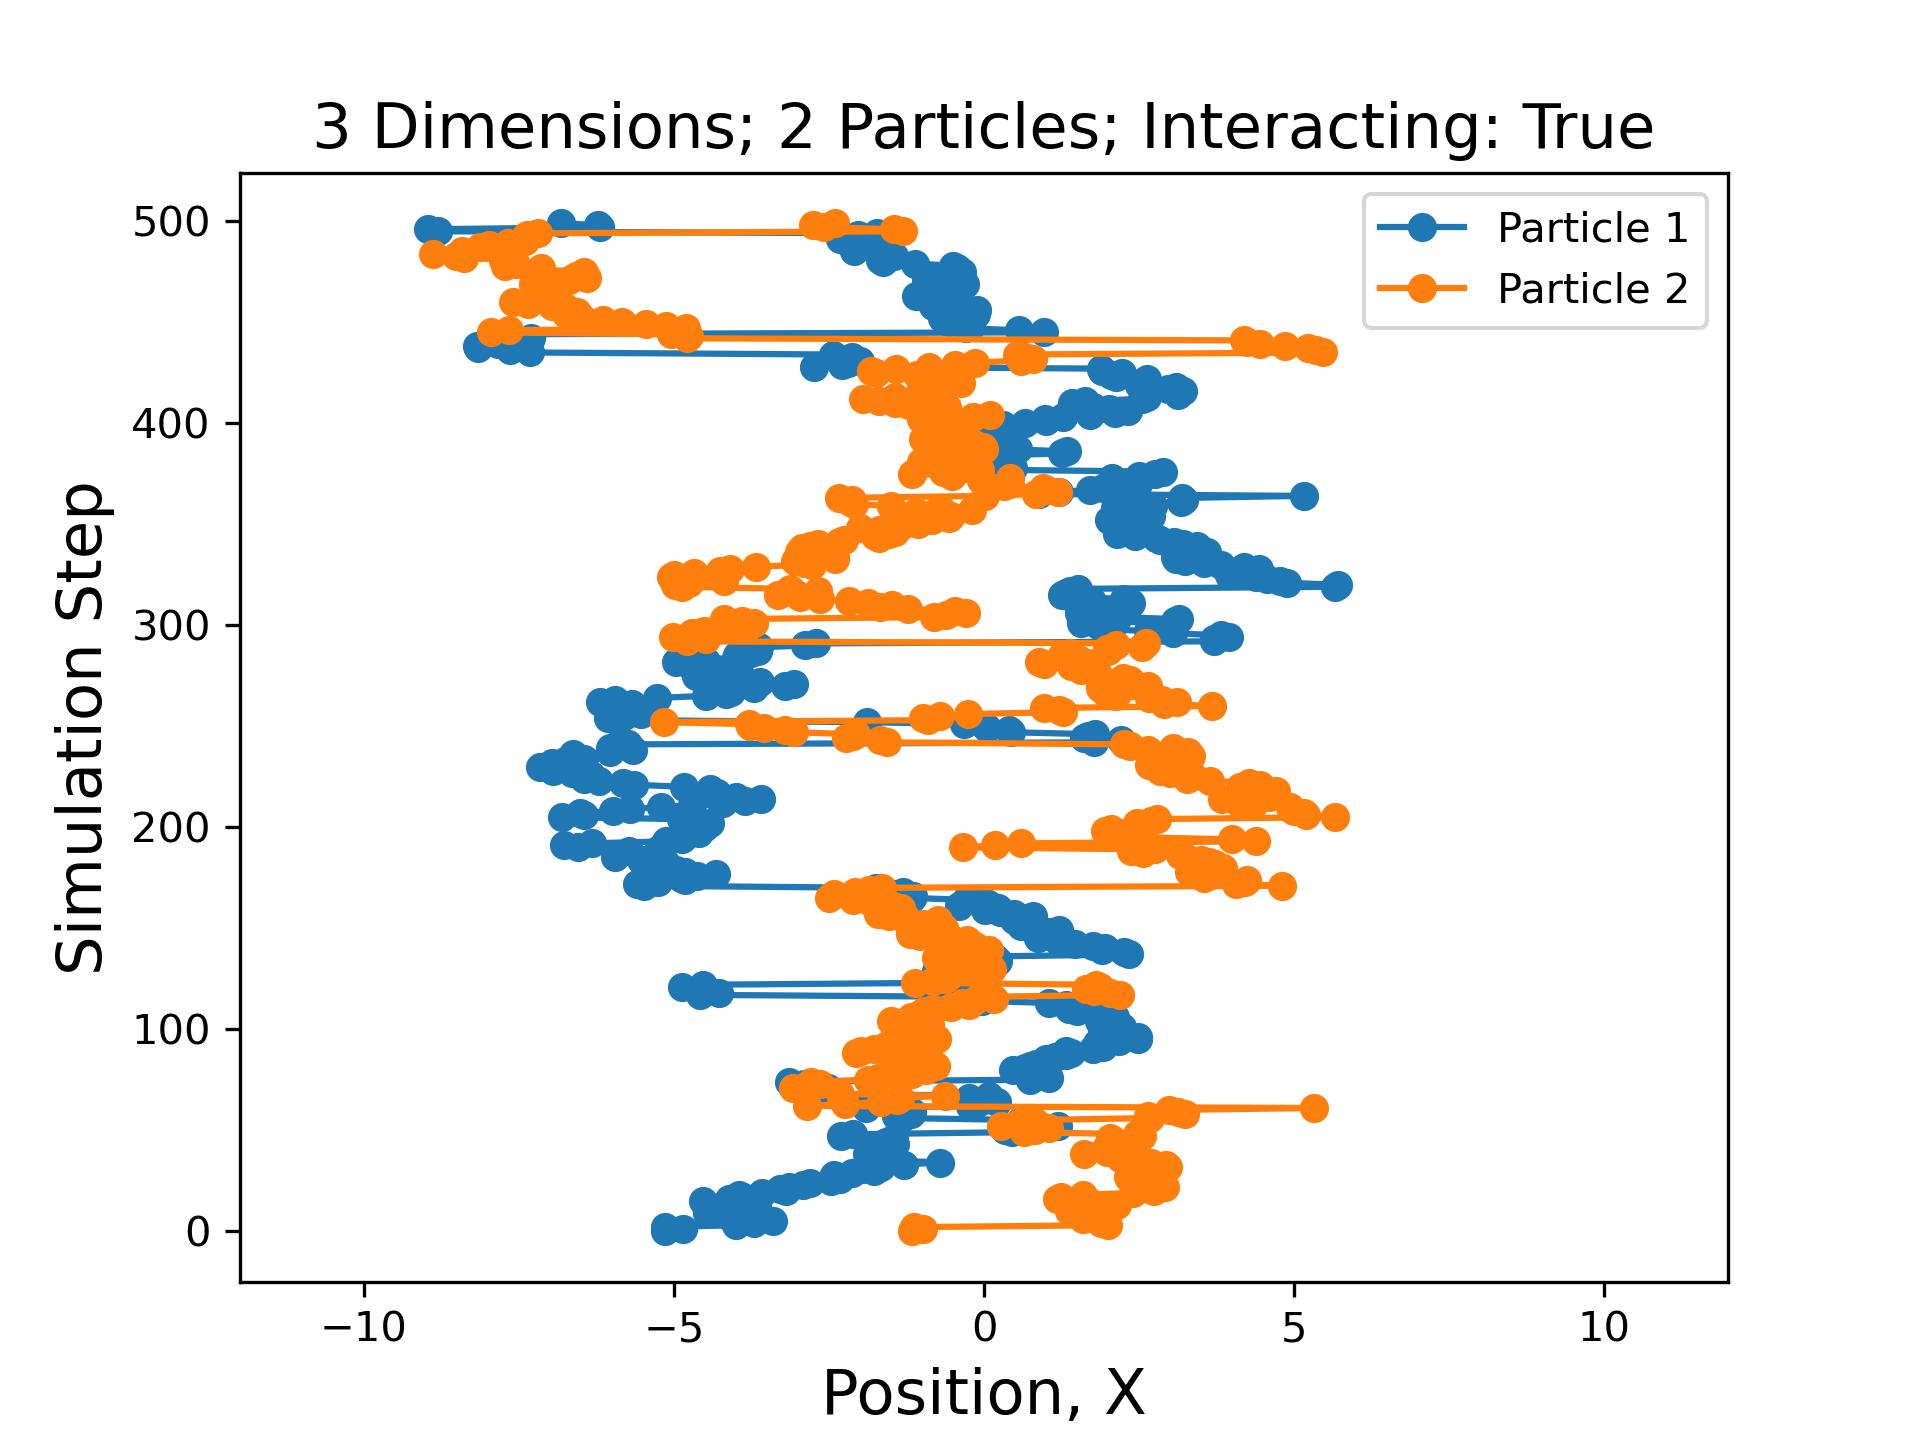 3 Dimensions; 2 Particles; Interacting: True
Particle 1
Particle 2
Simulation Step
500
400
300
200
100
0
−10
−5
0
5
10
Position, X